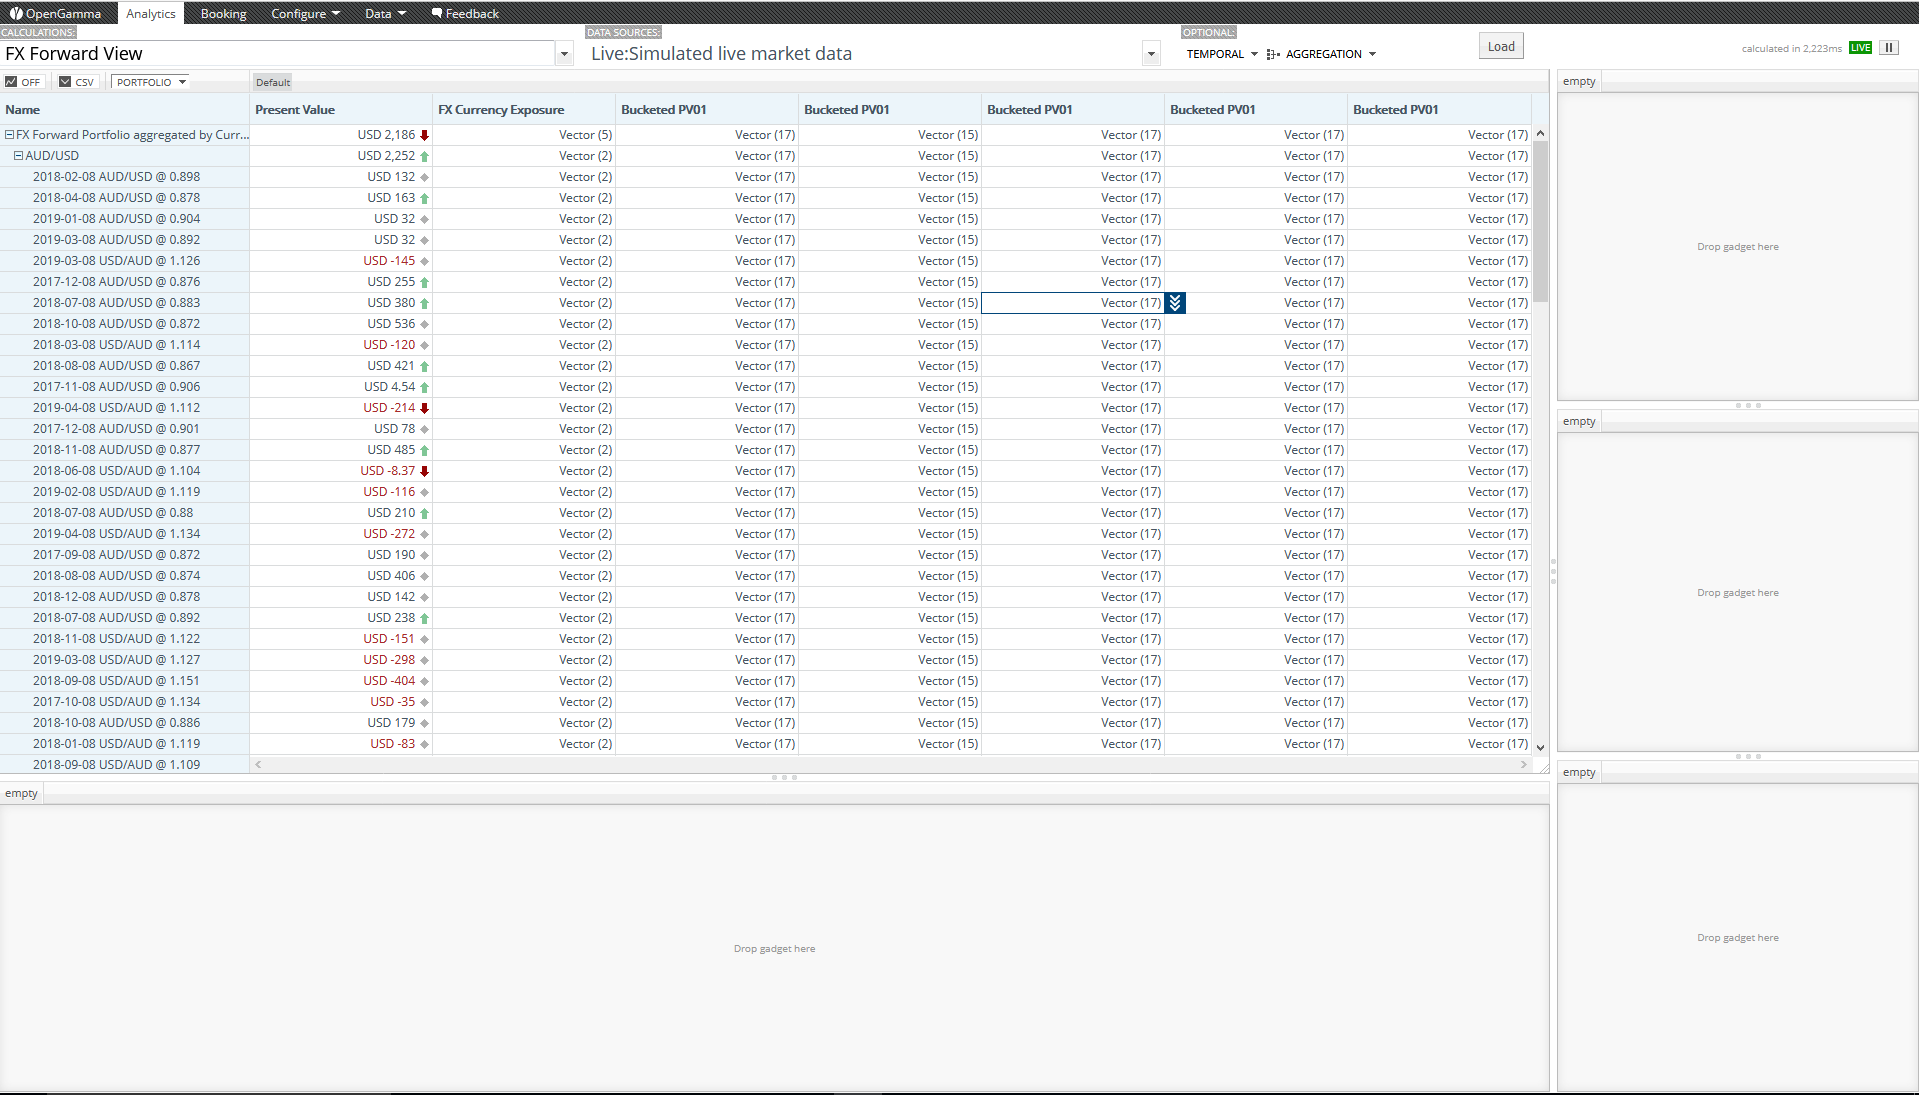 OpenGamma Analytics Booking Configure Data Feedback
CALCULATIONS: DATA SOURCES: OPTIONAL:
FX Forward View Live:Simulated live market data TEMPORAL AGGREGATION Load calculated in 2,223ms LIVE
OFF CSV PORTFOLIO Default empty
Name Present Value FX Currency Exposure Bucketed PV01 Bucketed PV01 Bucketed PV01 Bucketed PV01 Bucketed PV01
FX Forward Portfolio aggregated by Curr... USD 2,186 Vector (5) Vector (17) Vector (15) Vector (17) Vector (17) Vector (17)
AUD/USD USD 2,252 Vector (2) Vector (17) Vector (15) Vector (17) Vector (17) Vector (17)
2018-02-08 AUD/USD @ 0.898 USD 132 Vector (2) Vector (17) Vector (15) Vector (17) Vector (17) Vector (17)
2018-04-08 AUD/USD @ 0.878 USD 163 Vector (2) Vector (17) Vector (15) Vector (17) Vector (17) Vector (17)
2019-01-08 AUD/USD @ 0.904 USD 32 Vector (2) Vector (17) Vector (15) Vector (17) Vector (17) Vector (17)
2019-03-08 AUD/USD @ 0.892 USD 32 Vector (2) Vector (17) Vector (15) Vector (17) Vector (17) Vector (17)
2019-03-08 USD/AUD @ 1.126 USD -145 Vector (2) Vector (17) Vector (15) Vector (17) Vector (17) Vector (17)
2017-12-08 AUD/USD @ 0.876 USD 255 Vector (2) Vector (17) Vector (15) Vector (17) Vector (17) Vector (17)
2018-07-08 AUD/USD @ 0.883 USD 380 Vector (2) Vector (17) Vector (15) Vector (17) Vector (17) Vector (17)
2018-10-08 AUD/USD @ 0.872 USD 536 Vector (2) Vector (17) Vector (15) Vector (17) Vector (17) Vector (17)
2018-03-08 USD/AUD @ 1.114 USD -120 Vector (2) Vector (17) Vector (15) Vector (17) Vector (17) Vector (17)
2018-08-08 AUD/USD @ 0.867 USD 421 Vector (2) Vector (17) Vector (15) Vector (17) Vector (17) Vector (17)
2017-11-08 AUD/USD @ 0.906 USD 4.54 Vector (2) Vector (17) Vector (15) Vector (17) Vector (17) Vector (17)
2019-04-08 USD/AUD @ 1.112 USD -214 Vector (2) Vector (17) Vector (15) Vector (17) Vector (17) Vector (17)
2017-12-08 AUD/USD @ 0.901 USD 78 Vector (2) Vector (17) Vector (15) Vector (17) Vector (17) Vector (17)
2018-11-08 AUD/USD @ 0.877 USD 485 Vector (2) Vector (17) Vector (15) Vector (17) Vector (17) Vector (17)
2018-06-08 USD/AUD @ 1.104 USD -8.37 Vector (2) Vector (17) Vector (15) Vector (17) Vector (17) Vector (17)
2019-02-08 USD/AUD @ 1.119 USD -116 Vector (2) Vector (17) Vector (15) Vector (17) Vector (17) Vector (17)
2018-07-08 AUD/USD @ 0.88 USD 210 Vector (2) Vector (17) Vector (15) Vector (17) Vector (17) Vector (17)
2019-04-08 USD/AUD @ 1.134 USD -272 Vector (2) Vector (17) Vector (15) Vector (17) Vector (17) Vector (17)
2017-09-08 AUD/USD @ 0.872 USD 190 Vector (2) Vector (17) Vector (15) Vector (17) Vector (17) Vector (17)
2018-08-08 AUD/USD @ 0.874 USD 406 Vector (2) Vector (17) Vector (15) Vector (17) Vector (17) Vector (17)
2018-12-08 AUD/USD @ 0.878 USD 142 Vector (2) Vector (17) Vector (15) Vector (17) Vector (17) Vector (17)
2018-07-08 AUD/USD @ 0.892 USD 238 Vector (2) Vector (17) Vector (15) Vector (17) Vector (17) Vector (17)
2018-11-08 USD/AUD @ 1.122 USD -151 Vector (2) Vector (17) Vector (15) Vector (17) Vector (17) Vector (17)
2019-03-08 USD/AUD @ 1.127 USD -298 Vector (2) Vector (17) Vector (15) Vector (17) Vector (17) Vector (17)
2018-09-08 USD/AUD @ 1.151 USD -404 Vector (2) Vector (17) Vector (15) Vector (17) Vector (17) Vector (17)
2017-10-08 USD/AUD @ 1.134 USD -35 Vector (2) Vector (17) Vector (15) Vector (17) Vector (17) Vector (17)
2018-10-08 AUD/USD @ 0.886 USD 179 Vector (2) Vector (17) Vector (15) Vector (17) Vector (17) Vector (17)
2018-01-08 USD/AUD @ 1.119 USD -83 Vector (2) Vector (17) Vector (15) Vector (17) Vector (17) Vector (17)
2018-09-08 USD/AUD @ 1.109
empty
Drop gadget here
Drop gadget here
empty
Drop gadget here
empty
Drop gadget here